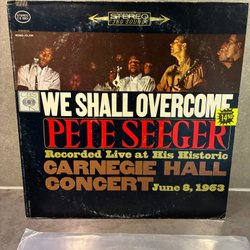 STEREO
WE SHALL OVERCOME
PETE SEEGER
Recorded Live at His Historic
CARNEGIE HALL
CONCERT June 8, 1963